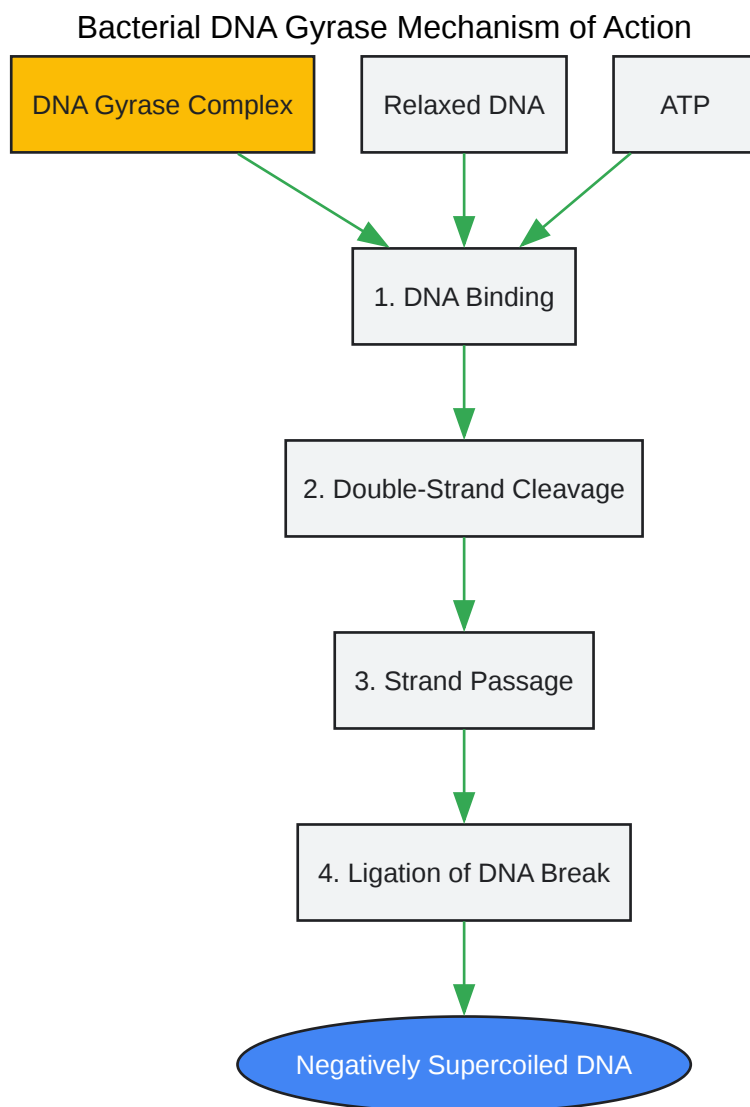 Bacterial DNA Gyrase Mechanism of Action
DNA Gyrase Complex
Relaxed DNA
ATP
1. DNA Binding
2. Double-Strand Cleavage
3. Strand Passage
4. Ligation of DNA Break
Negatively Supercoiled DNA